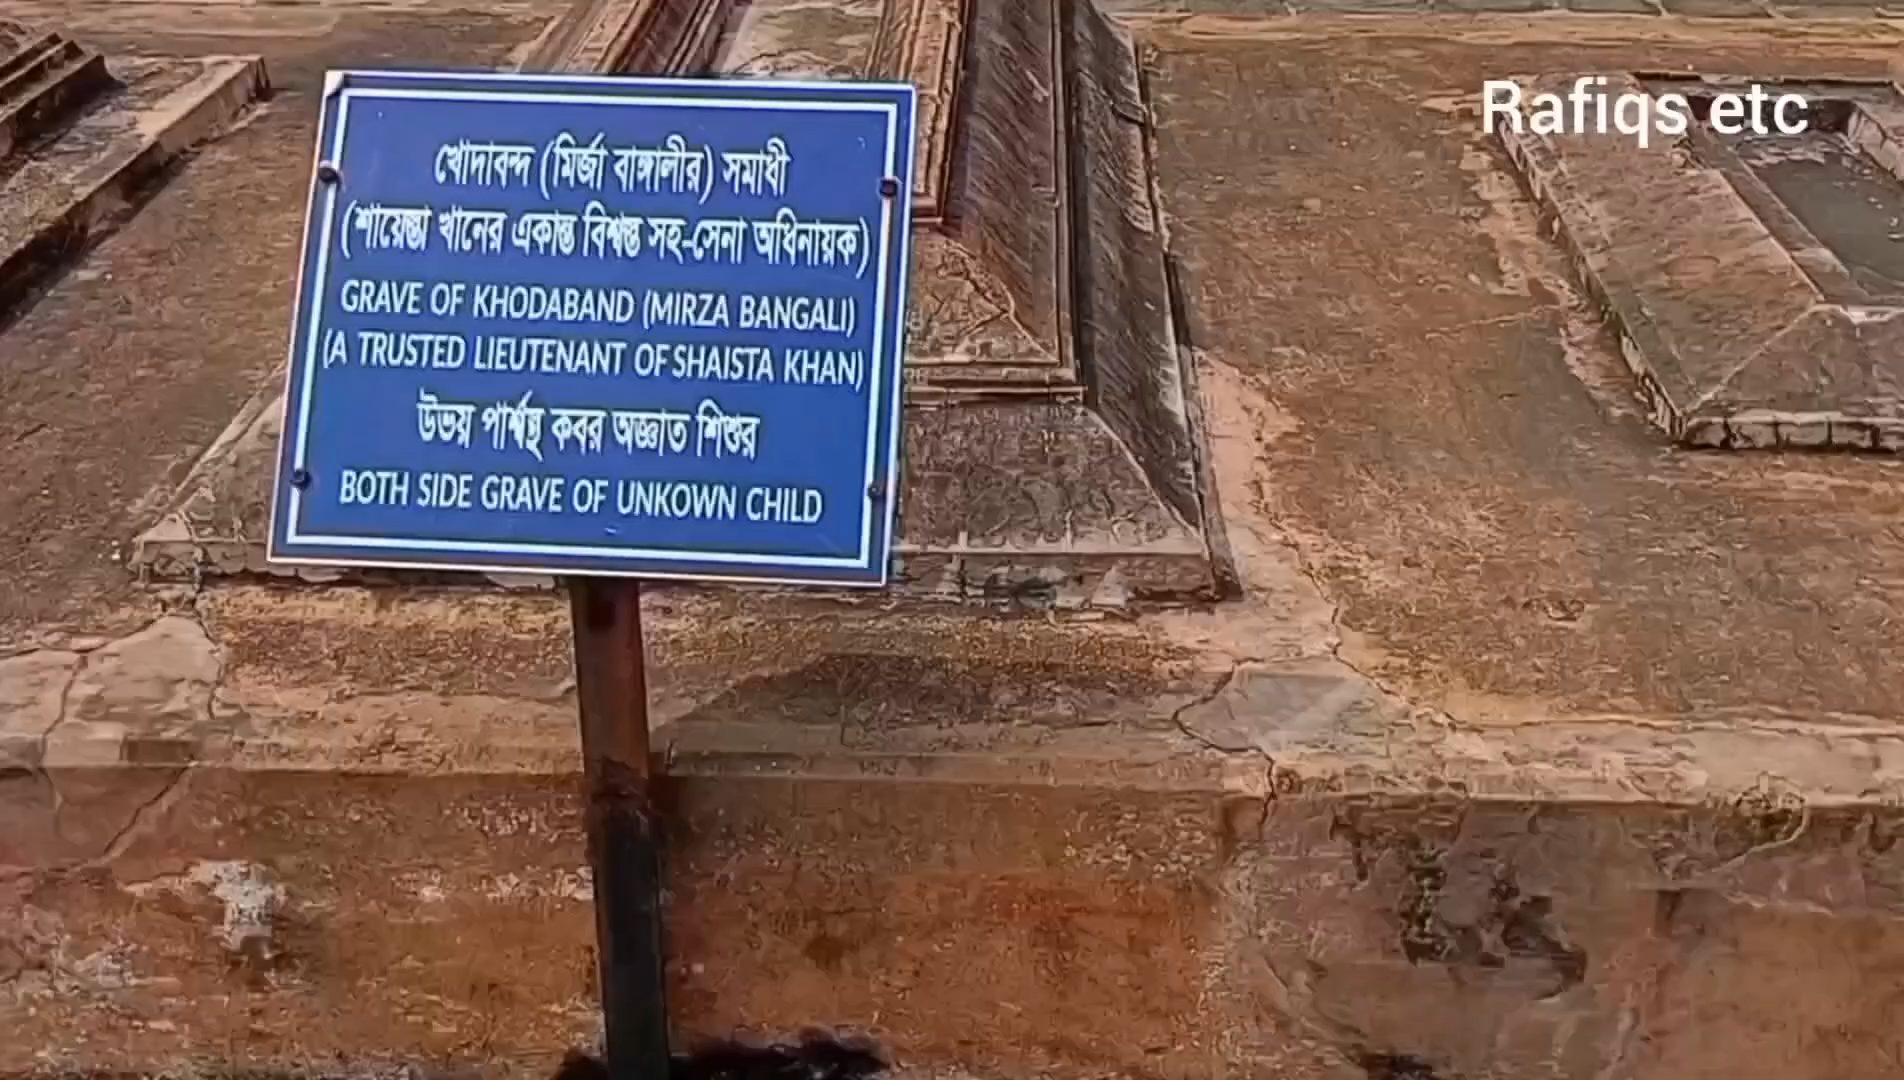 Rafiqs etc
খোদাবন্দ (মির্জা বাঙ্গালীর) সমাধী
(শায়েস্তা খানের একান্ত বিশ্বস্ত সহ-সেনা অধিনায়ক)
GRAVE OF KHODABAND (MIRZA BANGALI)
(A TRUSTED LIEUTENANT OF SHAISTA KHAN)
উভয় পার্শ্বস্থ কবর অজ্ঞাত শিশুর
BOTH SIDE GRAVE OF UNKOWN CHILD